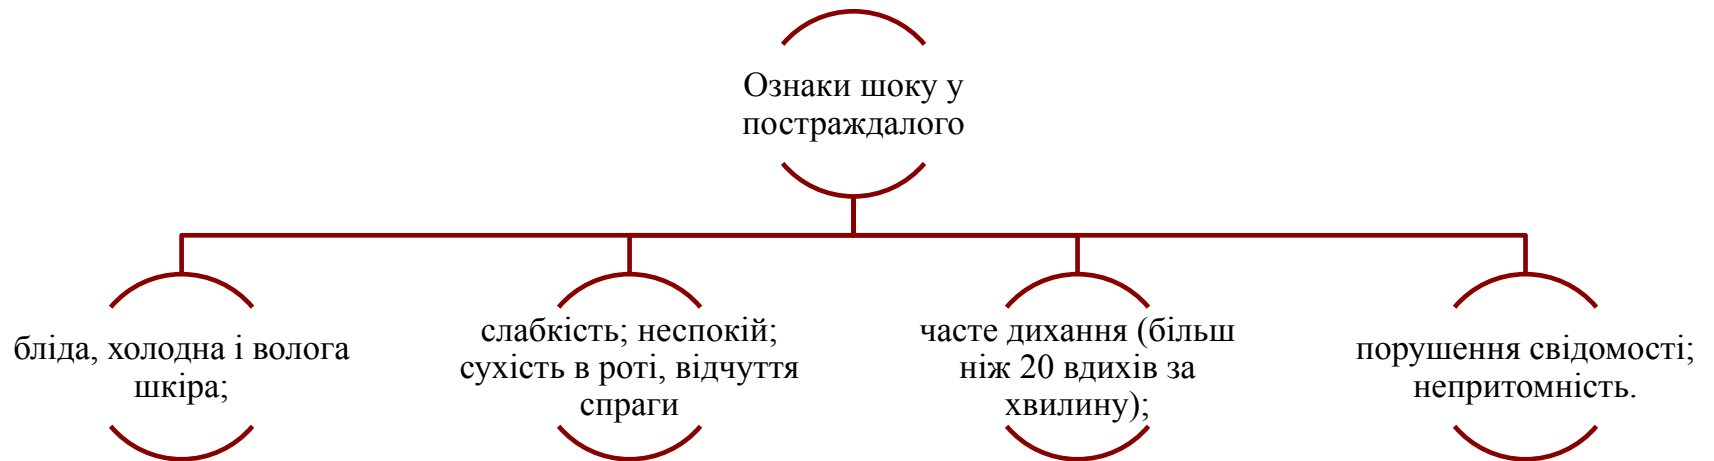 Ознаки шоку у
постраждалого
бліда, холодна і волога
шкіра;
слабкість; неспокій;
сухість в роті, відчуття
спраги
часте дихання (більш
ніж 20 вдихів за
хвилину);
порушення свідомості;
непритомність.